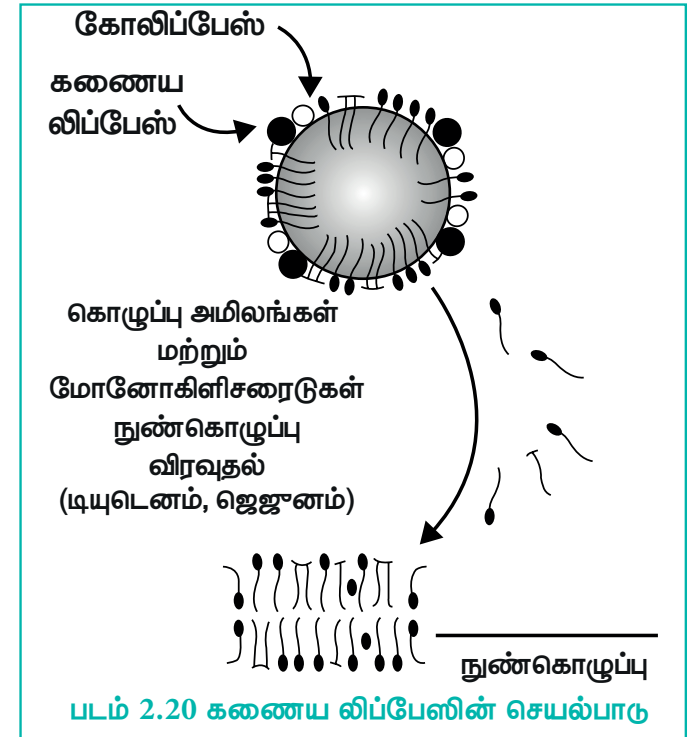 கோலிப்பேஸ்
கணைய
லிப்பேஸ்
கொழுப்பு அமிலங்கள்
மற்றும்
மோனோகிளிசரைடுகள்
நுண்கொழுப்பு
விரவுதல்
(டியுடெனம், ஜெஜுனம்)
நுண்கொழுப்பு
படம் 2.20 கணைய லிப்பேஸின் செயல்பாடு